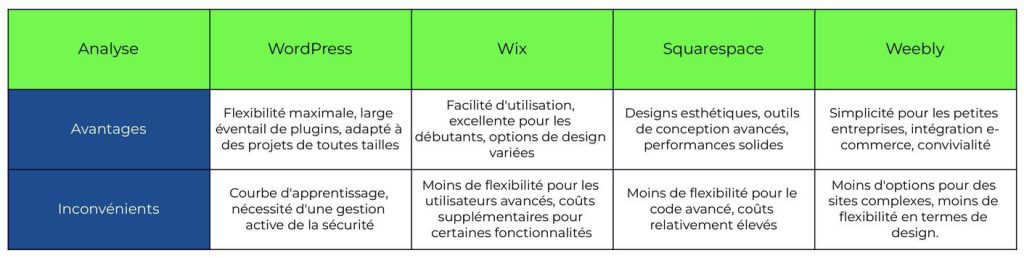 Analyse
WordPress
Wix
Squarespace
Weebly
Avantages
Flexibilité maximale, large
éventail de plugins, adapté à
des projets de toutes tailles
Facilité d'utilisation,
excellente pour les
débutants, options de design
variées
Designs esthétiques, outils
de conception avancés,
performances solides
Simplicité pour les petites
entreprises, intégration e-
commerce, convivialité
Inconvénients
Courbe d'apprentissage,
nécessité d'une gestion
active de la sécurité
Moins de flexibilité pour les
utilisateurs avancés, coûts
supplémentaires pour
certaines fonctionnalités
Moins de flexibilité pour le
code avancé, coûts
relativement élevés
Moins d'options pour des
sites complexes, moins de
flexibilité en termes de
design.